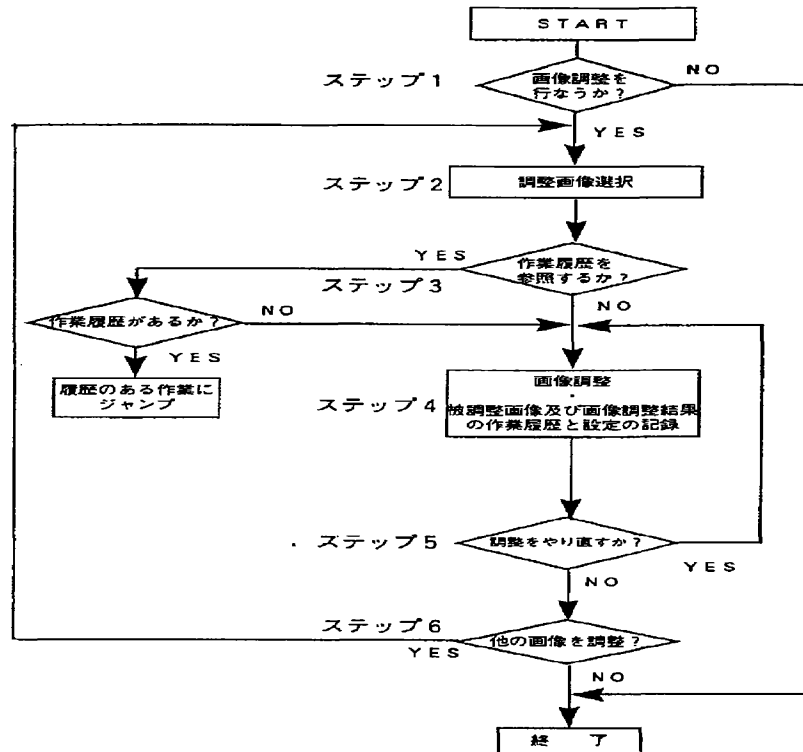 START
ステップ1
画像調整を
行なうか?
NO
YES
ステップ2
調整画像選択
YES
作業履歴を
参照するか?
ステップ3
作業履歴があるか?
NO
NO
YES
履歴のある作業に
ジャンプ
ステップ4
画像調整
・
被調整画像及び画像調整結果
の作業履歴と設定の記録
ステップ5
調整をやり直すか?
YES
NO
ステップ6
他の画像を調整?
YES
NO
終 了